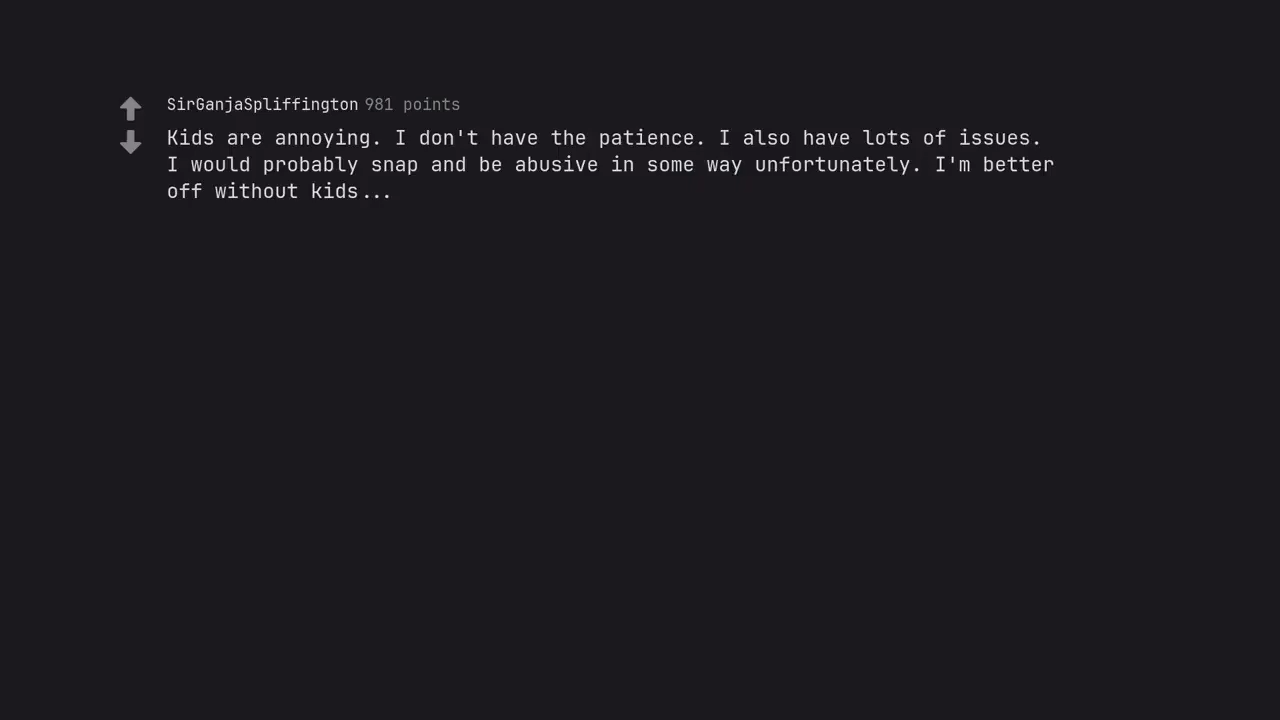 SirGanjaSpliffington 981 points
Kids are annoying. I don't have the patience. I also have lots of issues.
I would probably snap and be abusive in some way unfortunately. I'm better
off without kids...